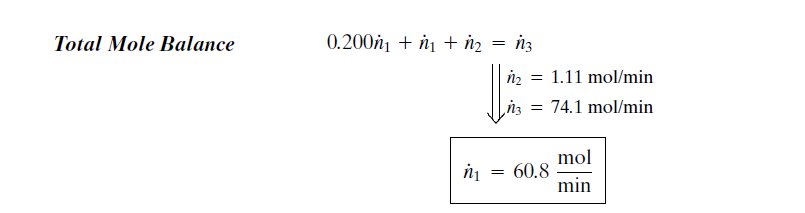 Total Mole Balance 0.200ṅ₁ + ṅ₁ + ṅ₂ = ṅ₃
ṅ₂ = 1.11 mol/min
ṅ₃ = 74.1 mol/min
ṅ₁ = 60.8 mol/min